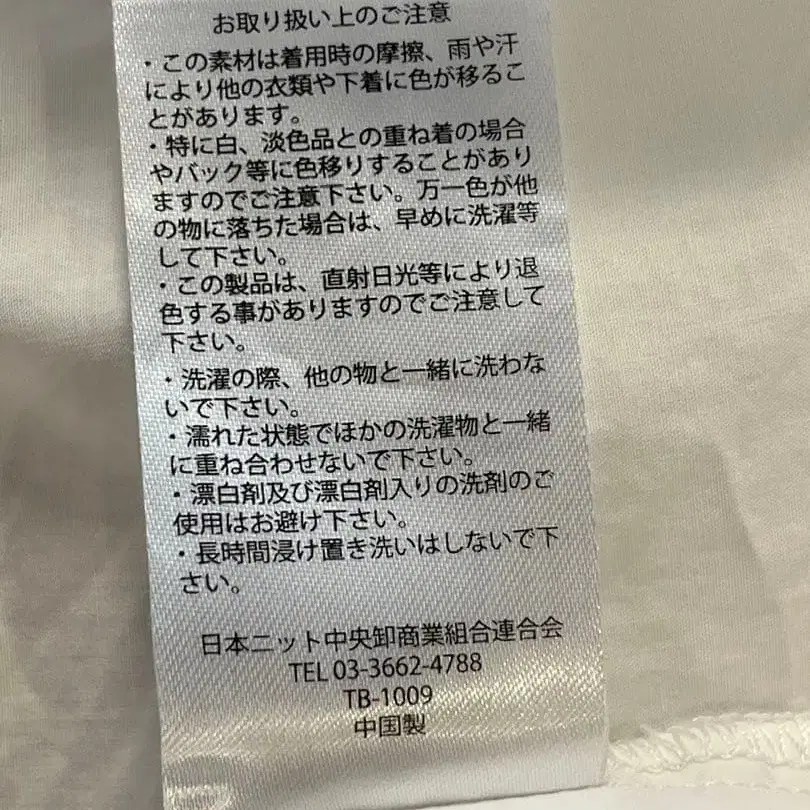 お取り扱い上のご注意
・この素材は着用時の摩擦、雨や汗
により他の衣類や下着に色が移るこ
とがあります。
・特に白、淡色品との重ね着の場合
やバック等に色移りすることがあり
ますのでご注意下さい。万一色が他
の物に落ちた場合は、早めに洗濯等
して下さい。
・この製品は、直射日光等により退
色する事がありますのでご注意して
下さい。
・洗濯の際、他の物と一緒に洗わな
いで下さい。
・濡れた状態でほかの洗濯物と一緒
に重ね合わせないで下さい。
・漂白剤及び漂白剤入りの洗剤のご
使用はお避け下さい。
・長時間浸け置き洗いはしないで下
さい。
日本ニット中央卸商業組合連合会
TEL 03-3662-4788
TB-1009
中国製